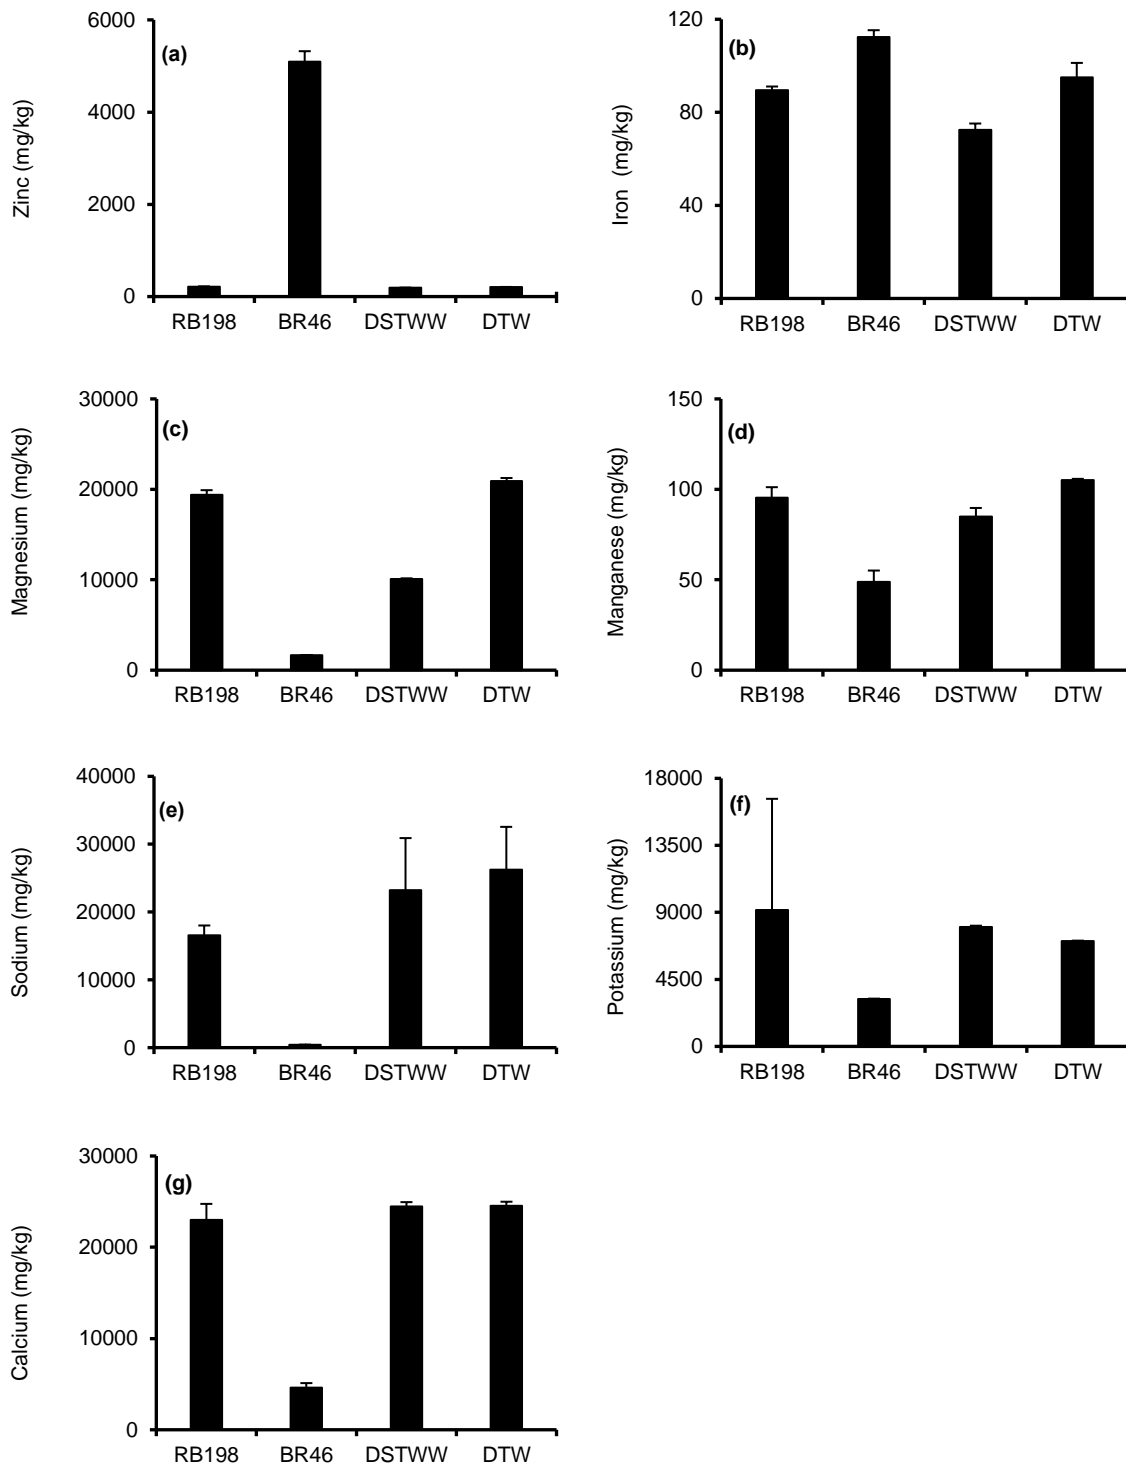 6000
4000
2000
0
Zinc (mg/kg)
(a)
RB198 BR46 DSTWW DTW
120
80
40
0
Iron (mg/kg)
(b)
RB198 BR46 DSTWW DTW
30000
20000
10000
0
Magnesium (mg/kg)
(c)
RB198 BR46 DSTWW DTW
150
100
50
0
Manganese (mg/kg)
(d)
RB198 BR46 DSTWW DTW
40000
30000
20000
10000
0
Sodium (mg/kg)
(e)
RB198 BR46 DSTWW DTW
18000
13500
9000
4500
0
Potassium (mg/kg)
(f)
RB198 BR46 DSTWW DTW
30000
20000
10000
0
Calcium (mg/kg)
(g)
RB198 BR46 DSTWW DTW